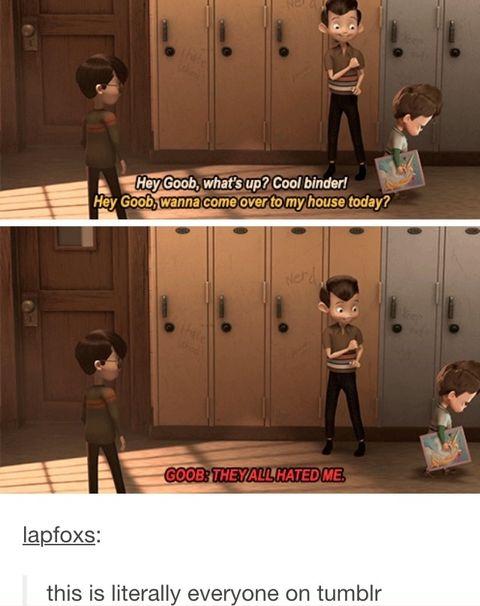 Hey Goob, what's up? Cool binder!
Hey Goob, wanna come over to my house today?
Nerd
GOOB: THEY ALL HATED ME.
lapfoxs:
this is literally everyone on tumblr